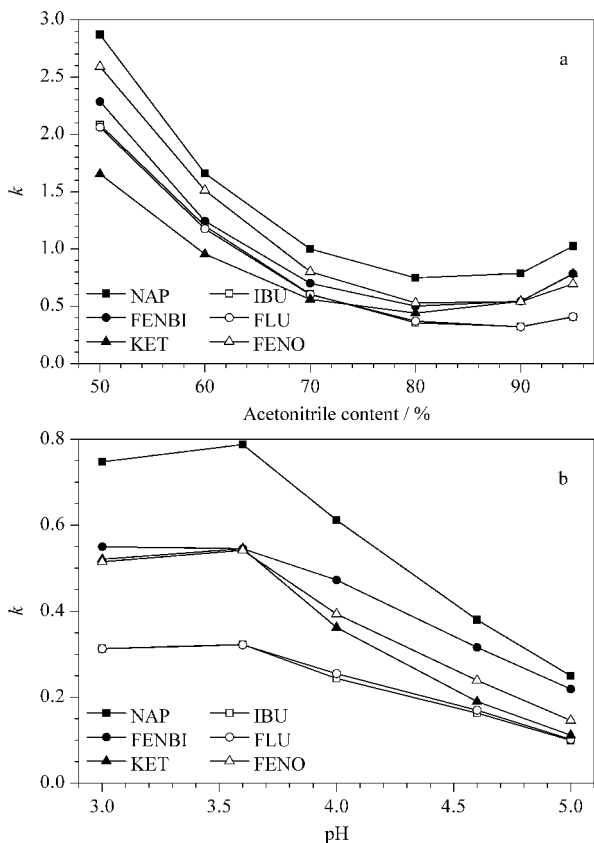 a
3.0
2.5
2.0
1.5
1.0
0.5
0.0
k
NAP IBU
FENBI FLU
KET FENO
50 60 70 80 90
Acetonitrile content / %
b
0.8
0.6
0.4
0.2
0.0
k
NAP IBU
FENBI FLU
KET FENO
3.0 3.5 4.0 4.5 5.0
pH